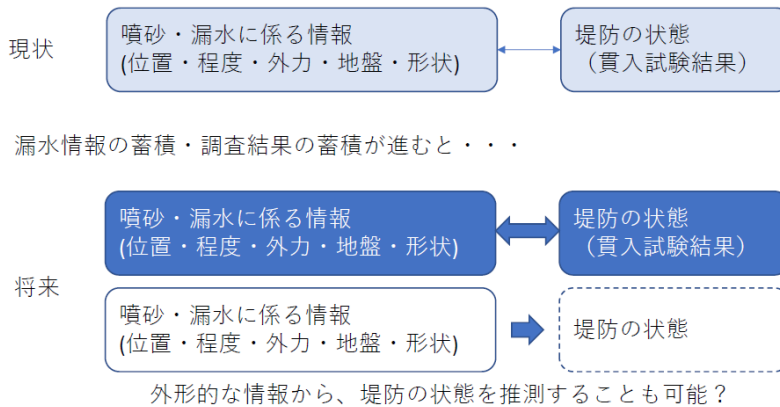 現状
噴砂・漏水に係る情報
(位置・程度・外力・地盤・形状)
堤防の状態
（貫入試験結果）
漏水情報の蓄積・調査結果の蓄積が進むと・・・
将来
噴砂・漏水に係る情報
(位置・程度・外力・地盤・形状)
堤防の状態
（貫入試験結果）
噴砂・漏水に係る情報
(位置・程度・外力・地盤・形状)
堤防の状態
外形的な情報から、堤防の状態を推測することも可能？